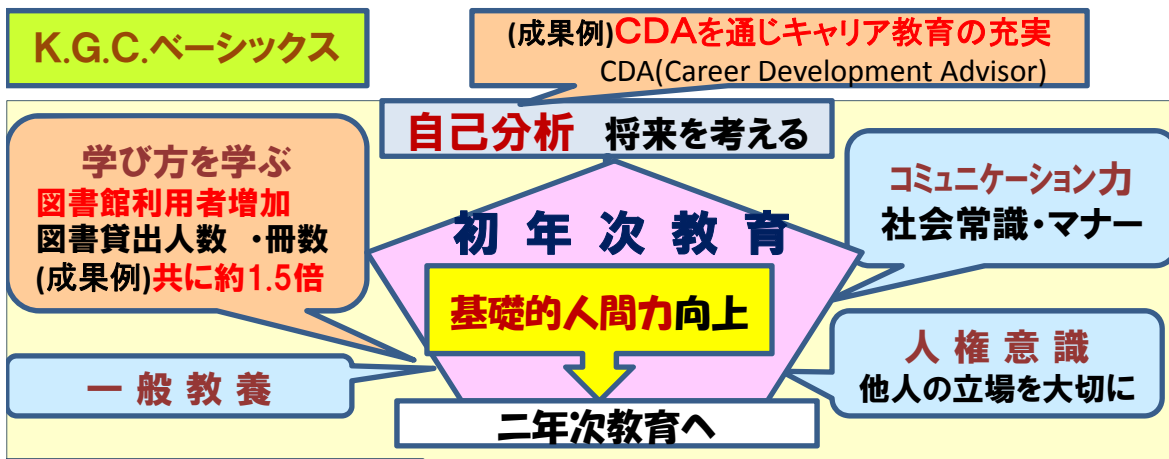 K.G.C.ベーシックス
(成果例)CDAを通じキャリア教育の充実
CDA(Career Development Advisor)
自己分析 将来を考える
学び方を学ぶ
図書館利用者増加
図書貸出人数 ・冊数
(成果例)共に約1.5倍
コミュニケーション力
社会常識・マナー
初年次教育
基礎的人間力向上
一般教養
人権意識
他人の立場を大切に
二年次教育へ